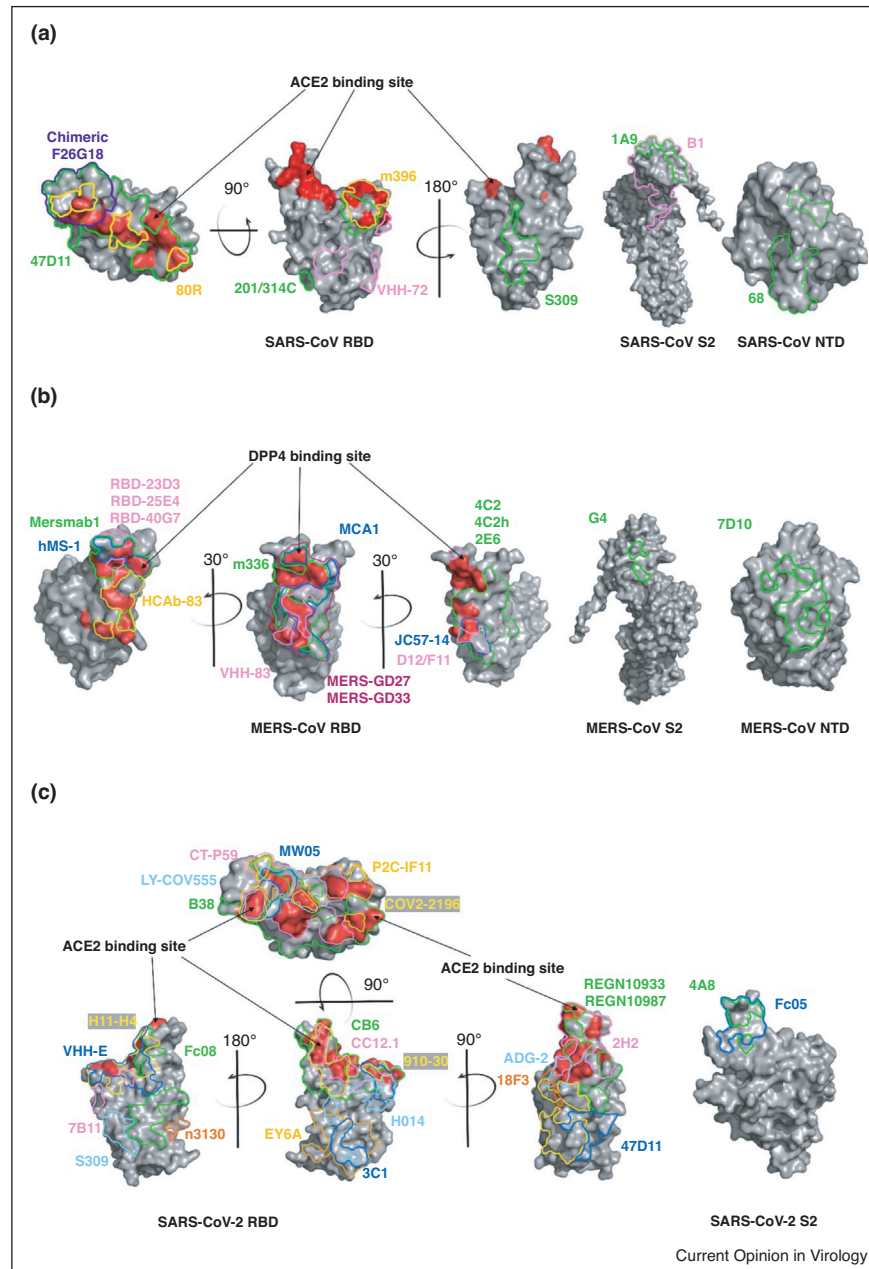 (a)
ACE2 binding site
Chimeric
F26G18
90°
m396
180°
1A9
B1
47D11
80R
201/314C
VHH-72
S309
68
SARS-CoV RBD
SARS-CoV S2
SARS-CoV NTD
(b)
DPP4 binding site
RBD-23D3
RBD-25E4
RBD-40G7
Mersmab1
hMS-1
HCAb-83
30°
MCA1
m336
30°
4C2
4C2h
2E6
G4
7D10
VHH-83
MERS-GD27
MERS-GD33
JC57-14
D12/F11
MERS-CoV RBD
MERS-CoV S2
MERS-CoV NTD
(c)
CT-P59
MW05
P2C-IF11
LY-COV555
B38
COV2-2196
ACE2 binding site
ACE2 binding site
90°
H11-H4
VHH-E
Fc08
180°
CB6
CC12.1
910-30
90°
REGN10933
REGN10987
2H2
ADG-2
18F3
4A8
Fc05
7B11
S309
n3130
EY6A
H014
3C1
47D11
SARS-CoV-2 RBD
SARS-CoV-2 S2
Current Opinion in Virology